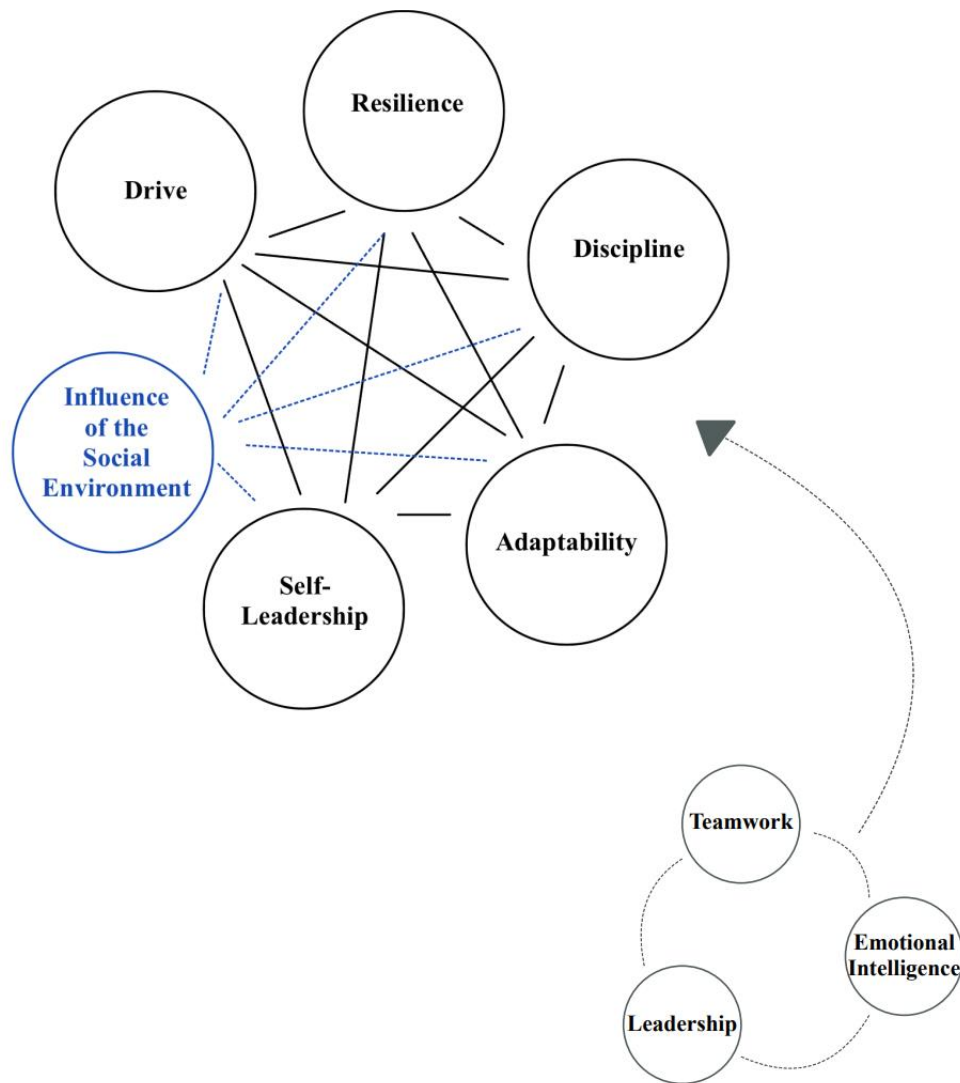 Resilience
Drive
Discipline
Influence
of the
Social
Environment
Adaptability
Self-
Leadership
Teamwork
Emotional
Intelligence
Leadership